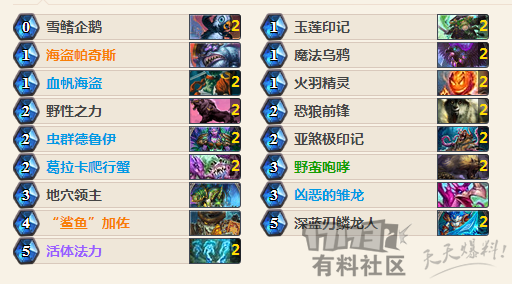 0 雪鳍企鹅 2
1 海盗帕奇斯 2
1 血帆海盗 2
2 野性之力 2
2 虫群德鲁伊 2
2 葛拉卡爬行蟹 2
3 地穴领主
4 “鲨鱼”加佐 2
5 活体法力 2
1 玉莲印记 2
1 魔法乌鸦 2
1 火羽精灵 2
2 恐狼前锋 2
2 亚煞极印记 2
3 野蛮咆哮 2
3 凶恶的雏龙
5 深蓝刃鳞龙人 2
有料社区
天天爆料!